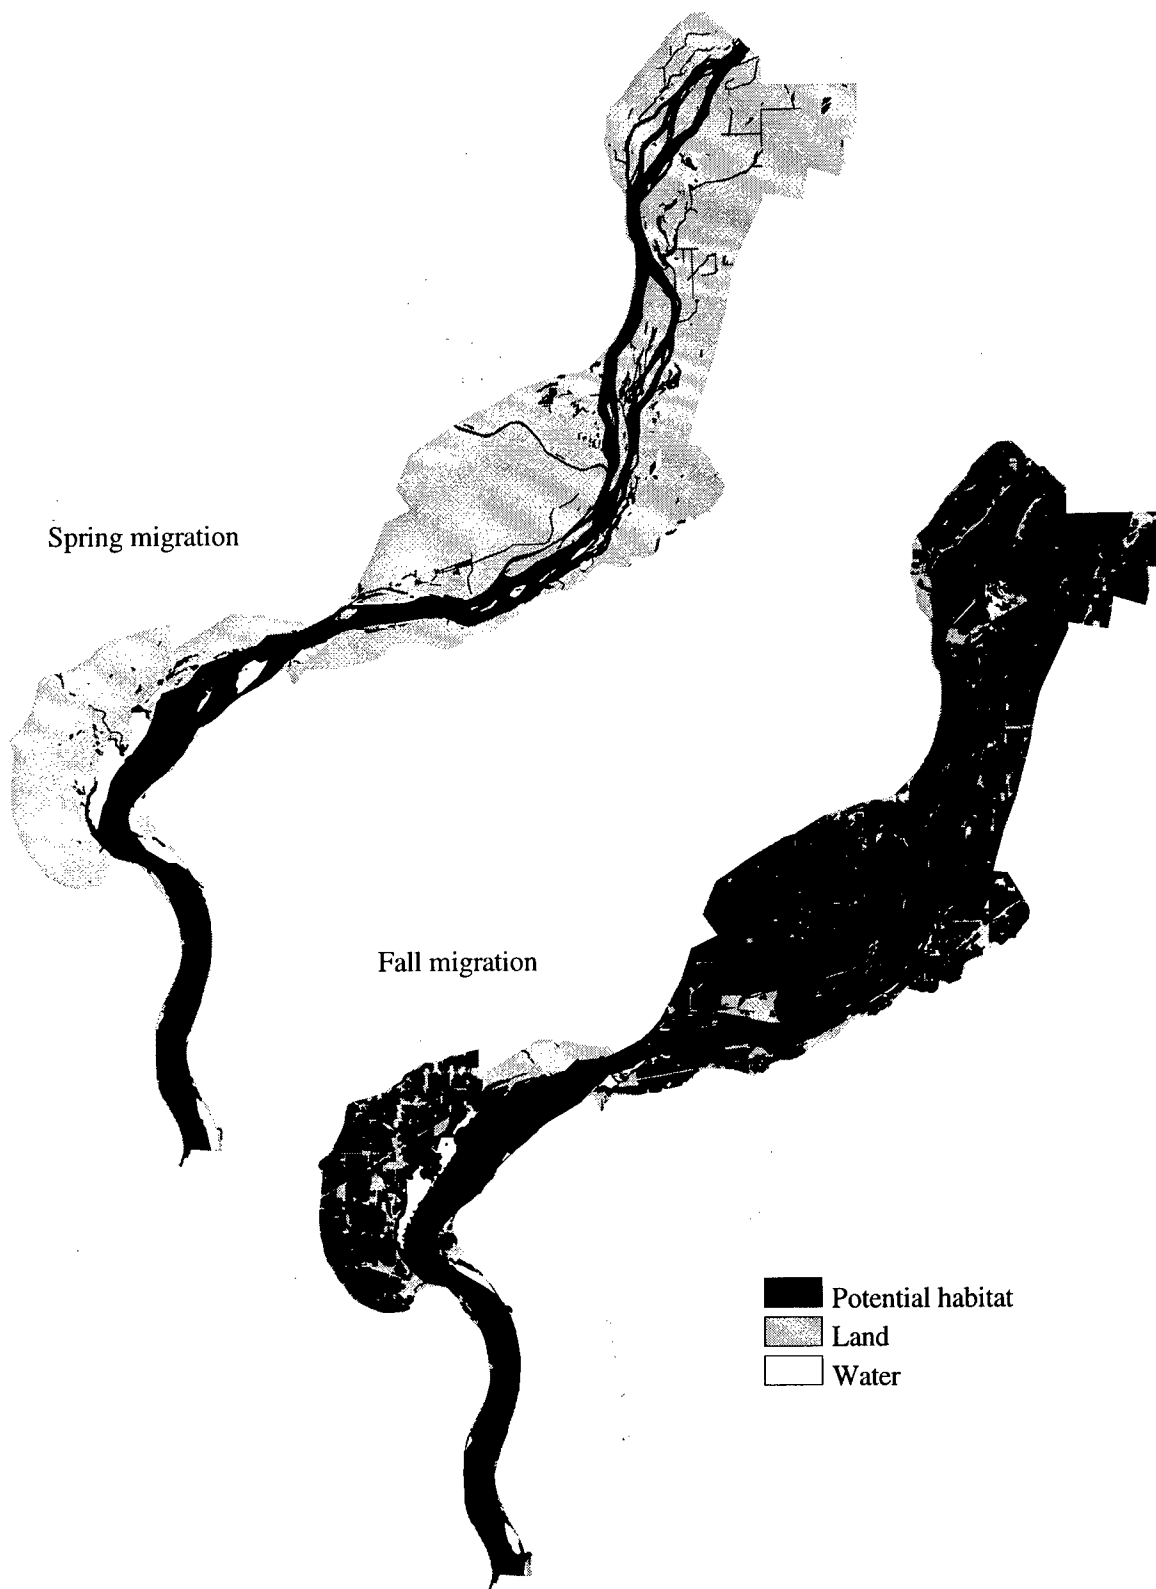 Spring migration
Fall migration
Potential habitat
Land
Water